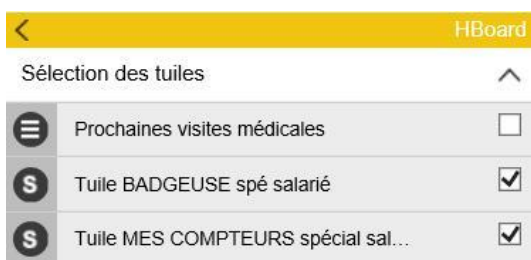 HBoard
Sélection des tuiles
Prochaines visites médicales
S Tuile BADGEUSE spé salarié
S Tuile MES COMPTEURS spécial sal...